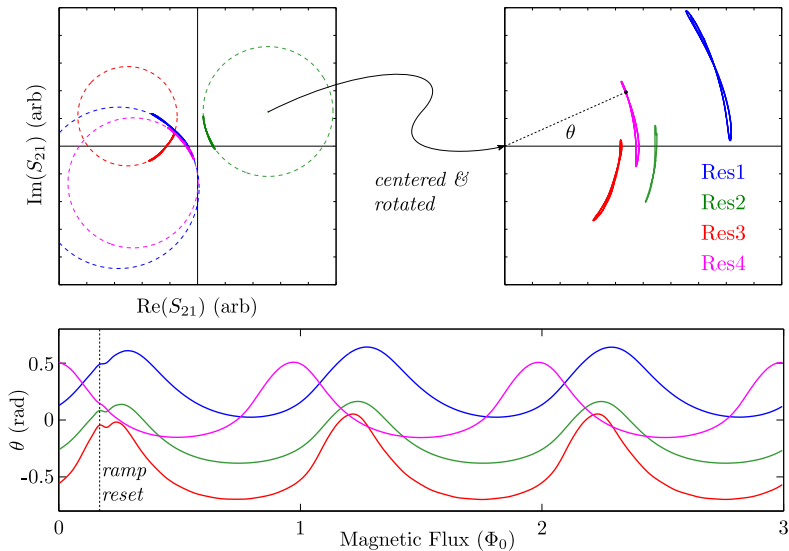 Im(S21) (arb)
Re(S21) (arb)
centered &
rotated
θ
Res1
Res2
Res3
Res4
θ (rad)
0.5
0
-0.5
ramp
reset
0 1 2 3
Magnetic Flux (Φ0)